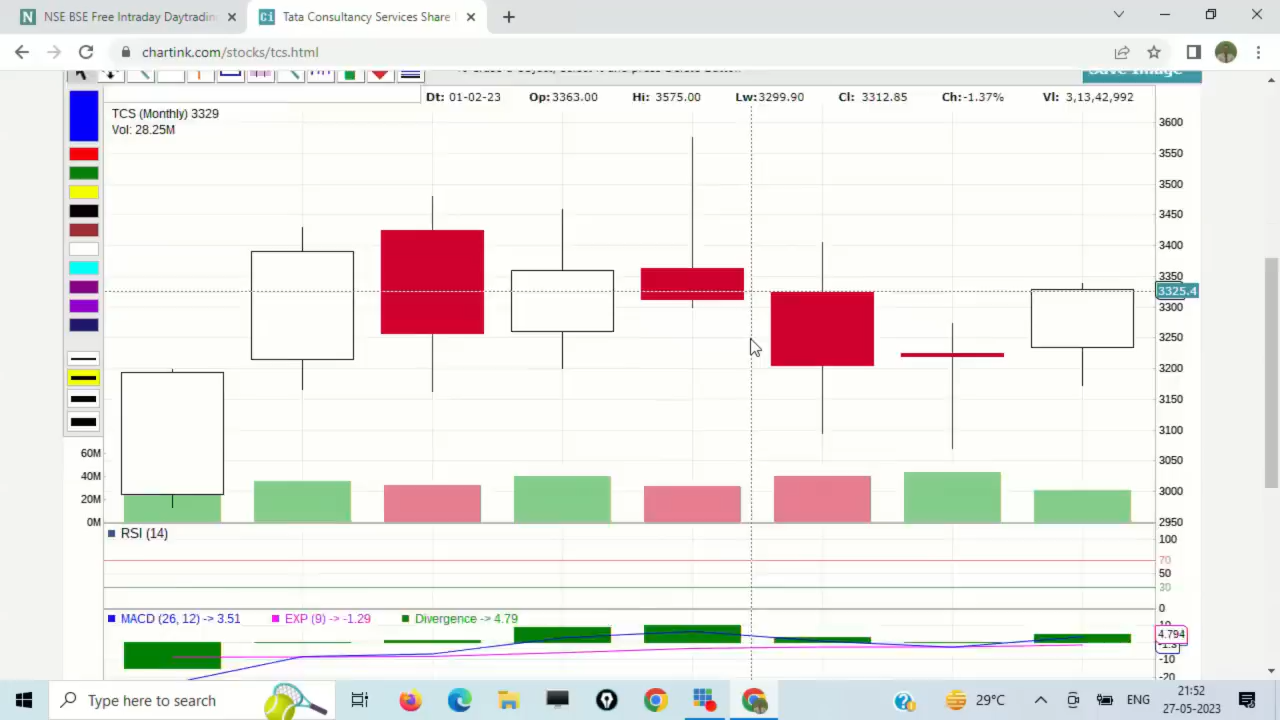 NSE BSE Free Intraday Daytradin
Tata Consultancy Services Share
chartink.com/stocks/tcs.html
Save Image
Dt: 01-02-23 Op:3363.00 Hi: 3575.00 Lw:3299.90 Cl: 3312.85 Ch:-1.37% Vl: 3,13,42,992
TCS (Monthly) 3329
Vol: 28.25M
3600
3550
3500
3450
3400
3350
3325.4
3300
3250
3200
3150
3100
3050
3000
2950
60M
40M
20M
0M
RSI (14)
100
70
50
30
0
MACD (26, 12) -> 3.51 EXP (9) -> -1.29 Divergence -> 4.79
10
4.794
-1.3
-10
-20
Type here to search
29°C
ENG
21:52
27-05-2023